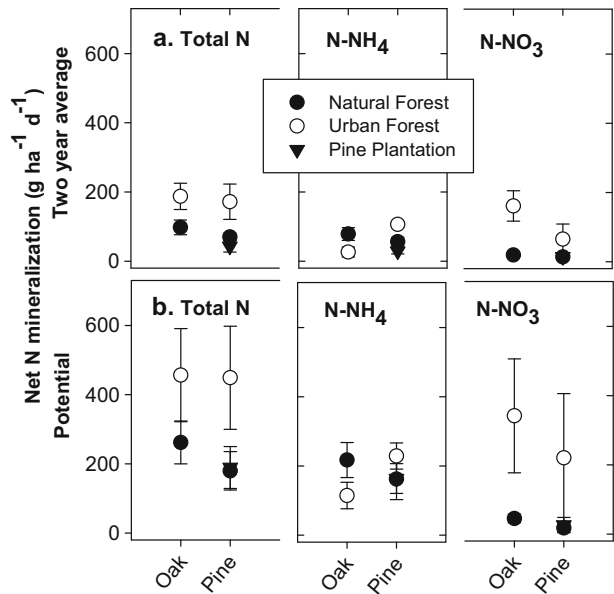 a. Total N
N-NH4
N-NO3
Natural Forest
Urban Forest
Pine Plantation
600
400
200
0
b. Total N
N-NH4
N-NO3
600
400
200
0
Net N mineralization (g ha⁻¹ d⁻¹)
Potential Two year average
Oak
Pine
Oak
Pine
Oak
Pine